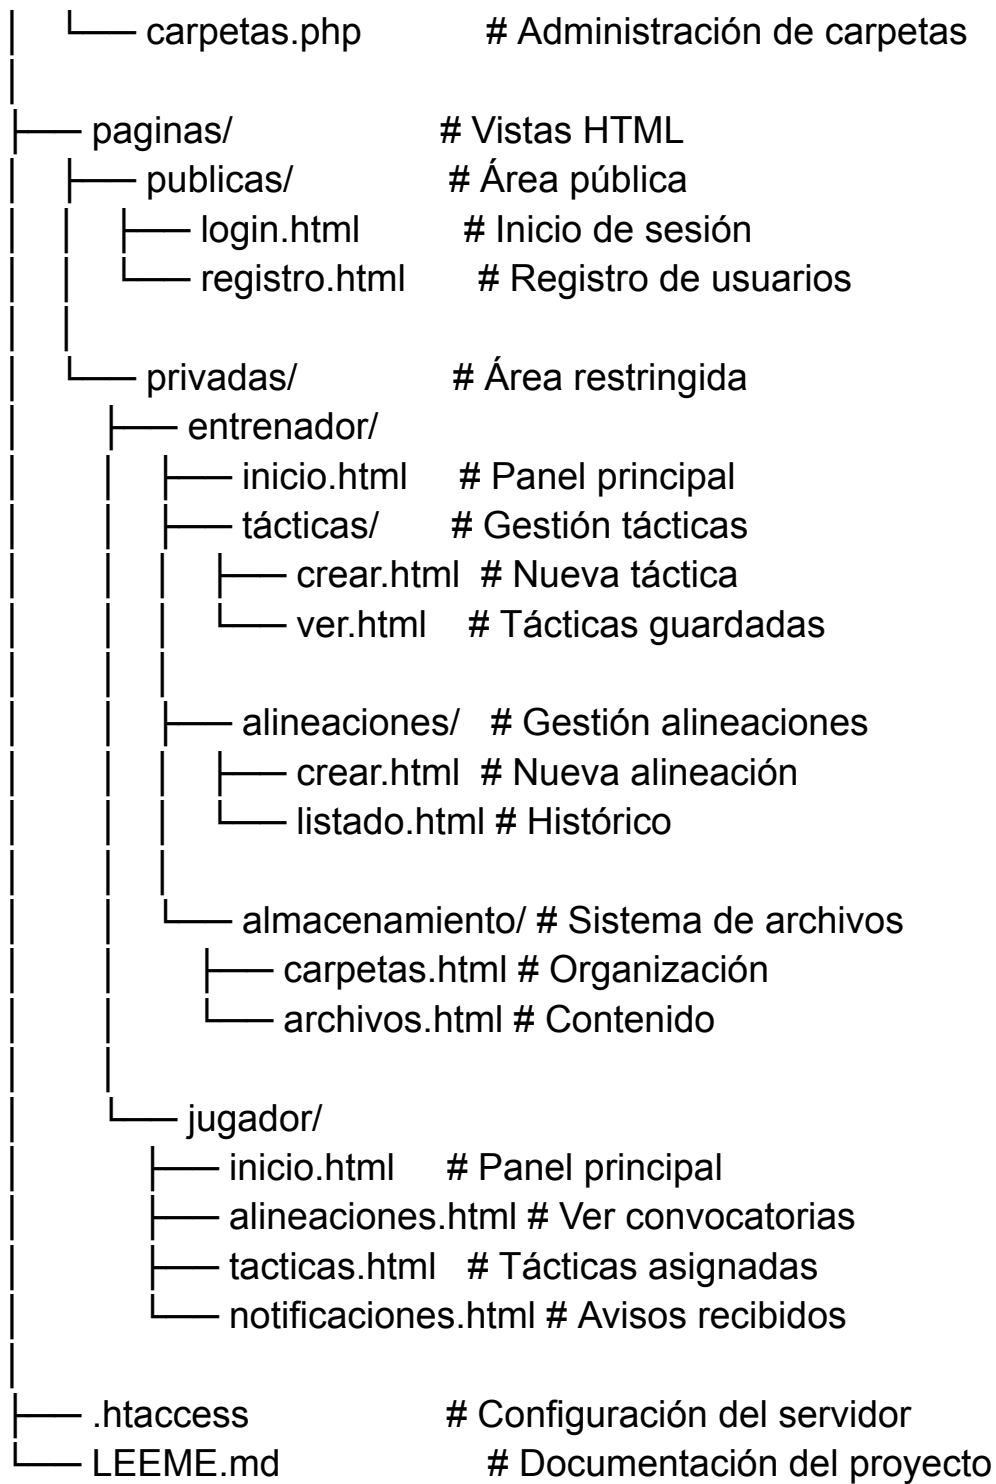 │   └── carpetas.php # Administración de carpetas
│
├── paginas/ # Vistas HTML
│   ├── publicas/ # Área pública
│   │   ├── login.html # Inicio de sesión
│   │   └── registro.html # Registro de usuarios
│   │
│   └── privadas/ # Área restringida
│       ├── entrenador/
│       │   ├── inicio.html # Panel principal
│       │   ├── tácticas/ # Gestión tácticas
│       │   │   ├── crear.html # Nueva táctica
│       │   │   └── ver.html # Tácticas guardadas
│       │   │
│       │   ├── alineaciones/ # Gestión alineaciones
│       │   │   ├── crear.html # Nueva alineación
│       │   │   └── listado.html # Histórico
│       │   │
│       │   └── almacenamiento/ # Sistema de archivos
│       │       ├── carpetas.html # Organización
│       │       └── archivos.html # Contenido
│       │
│       └── jugador/
│           ├── inicio.html # Panel principal
│           ├── alineaciones.html # Ver convocatorias
│           ├── tacticas.html # Tácticas asignadas
│           └── notificaciones.html # Avisos recibidos
│
├── .htaccess # Configuración del servidor
└── LEEME.md # Documentación del proyecto